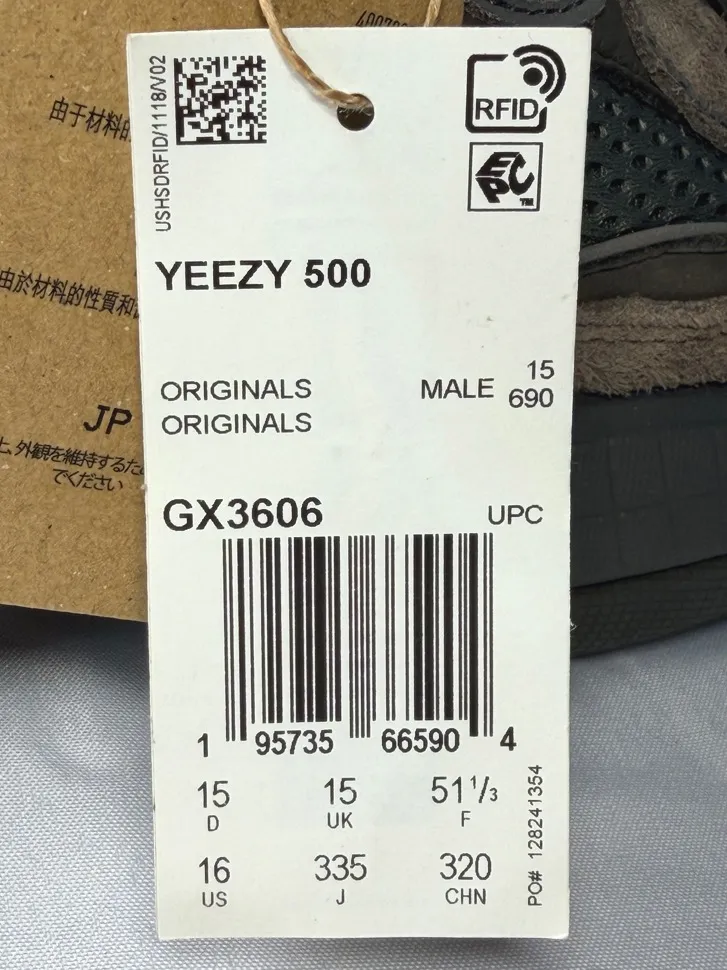 USHSDRFID/1118/V02
RFID
EPC
TM
YEEZY 500
ORIGINALS
ORIGINALS
MALE
15
690
GX3606
UPC
1 95735 66590 4
15 15 51 1/3
D UK F
16 335 320
US J CHN
PO# 128241354
由于材料的
由於材料的性質和
JP
外観を維持するた
でください